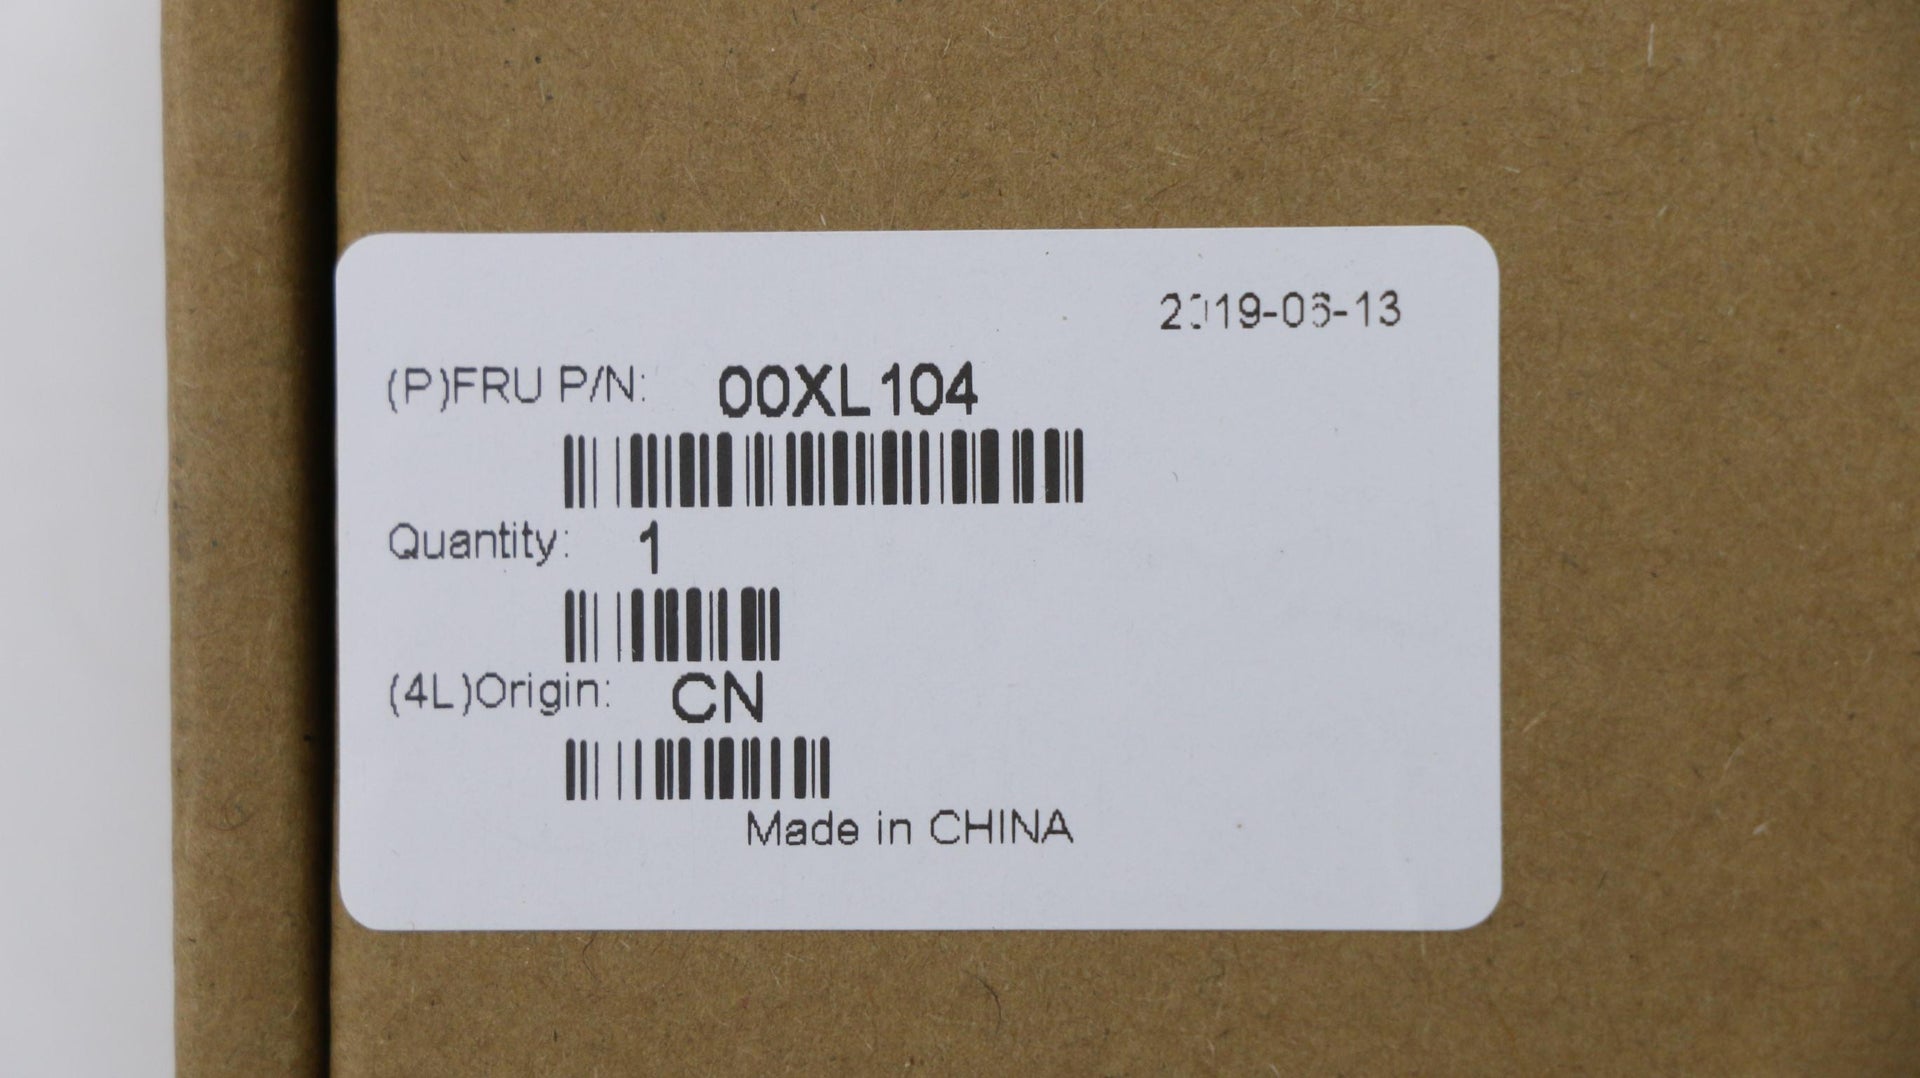 2019-06-13
(P)FRU P/N: 00XL104
Quantity: 1
(4L)Origin: CN
Made in CHINA